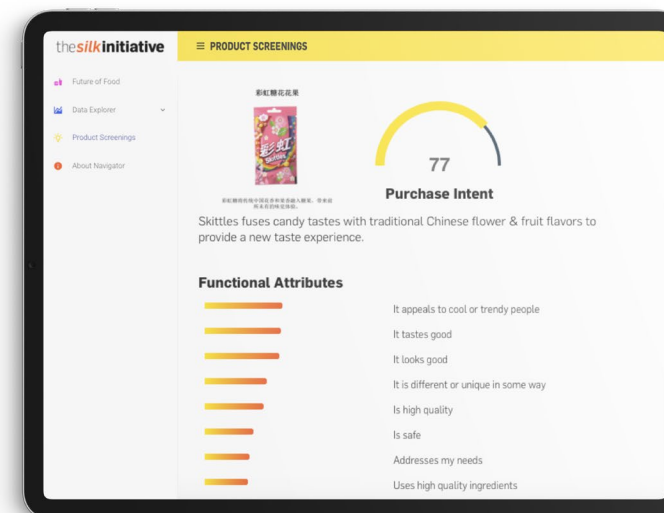 thesilkinitiative
PRODUCT SCREENINGS
Future of Food
Data Explorer
Product Screenings
About Navigator
彩虹糖花花果
彩虹
Skittles
77
Purchase Intent
Skittles fuses candy tastes with traditional Chinese flower & fruit flavors to
provide a new taste experience.
Functional Attributes
It appeals to cool or trendy people
It tastes good
It looks good
It is different or unique in some way
Is high quality
Is safe
Addresses my needs
Uses high quality ingredients